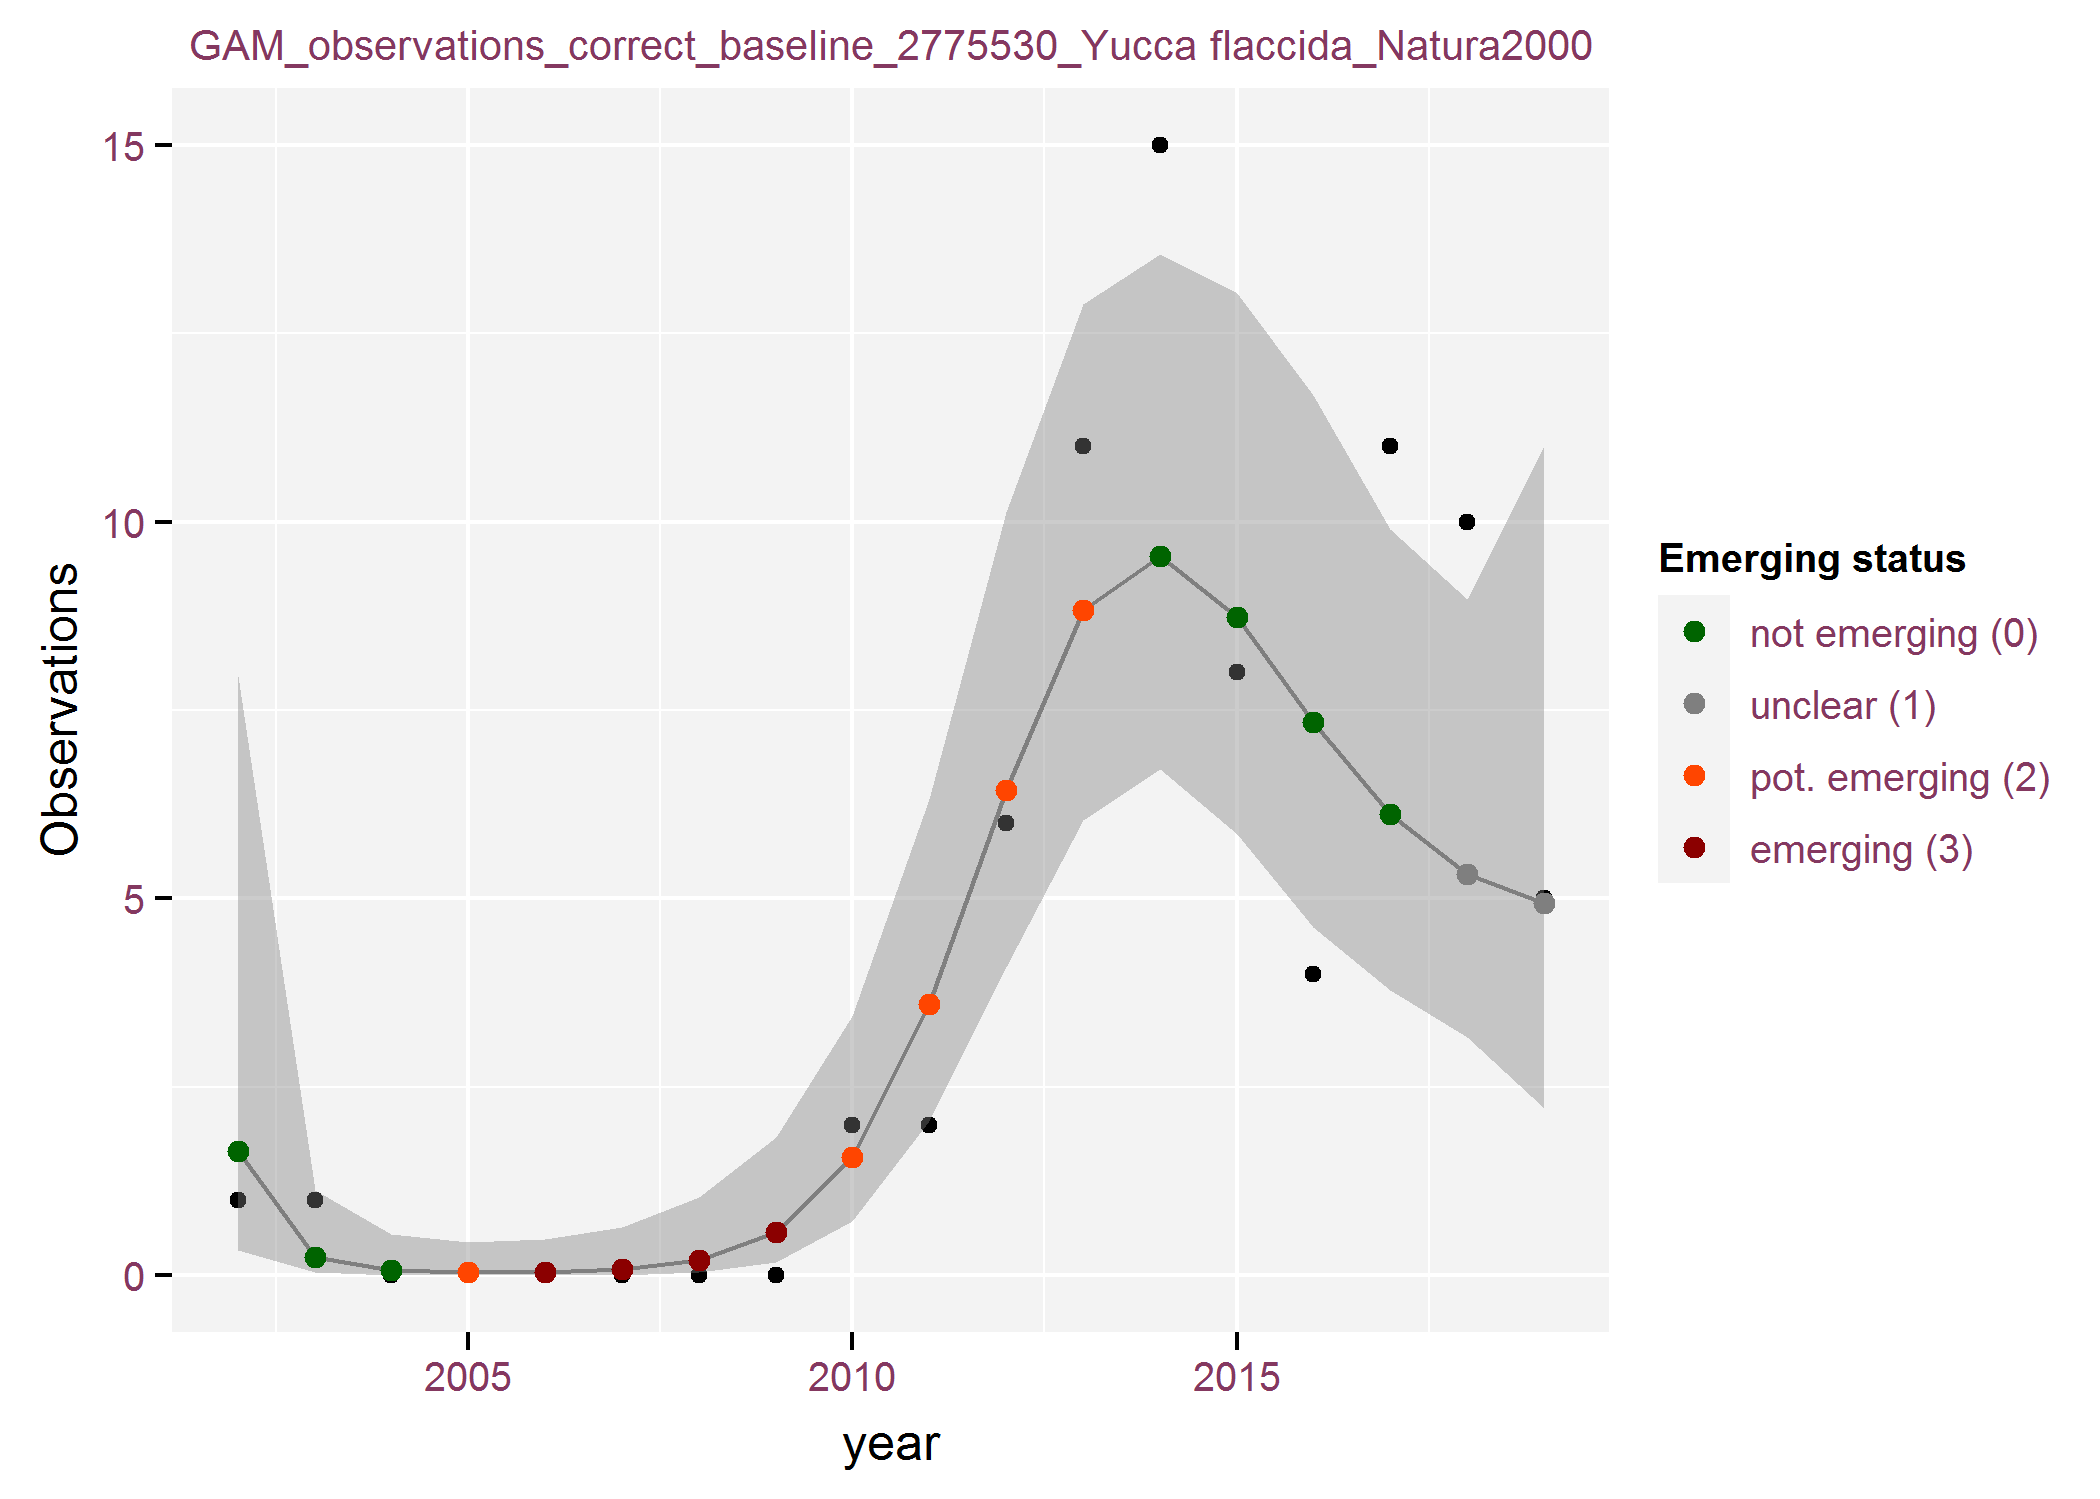 GAM_observations_correct_baseline_2775530_Yucca flaccida_Natura2000
15
10
5
0
Observations
2005
2010
2015
year
Emerging status
not emerging (0)
unclear (1)
pot. emerging (2)
emerging (3)